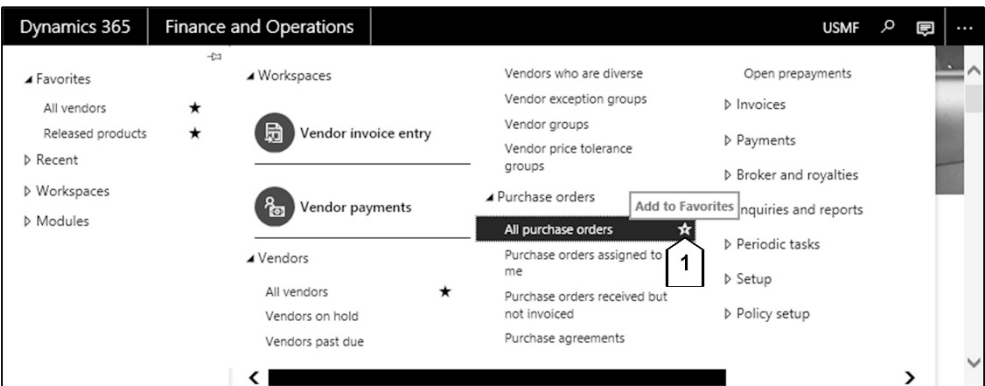 Dynamics 365
Finance and Operations
USMF
Favorites
All vendors
Released products
Recent
Workspaces
Modules
Workspaces
Vendor invoice entry
Vendor payments
Vendors
All vendors
Vendors on hold
Vendors past due
Vendors who are diverse
Vendor exception groups
Vendor groups
Vendor price tolerance
groups
Purchase orders
All purchase orders
Add to Favorites
1
Purchase orders assigned to
me
Purchase orders received but
not invoiced
Purchase agreements
Open prepayments
Invoices
Payments
Broker and royalties
nquiries and reports
Periodic tasks
Setup
Policy setup